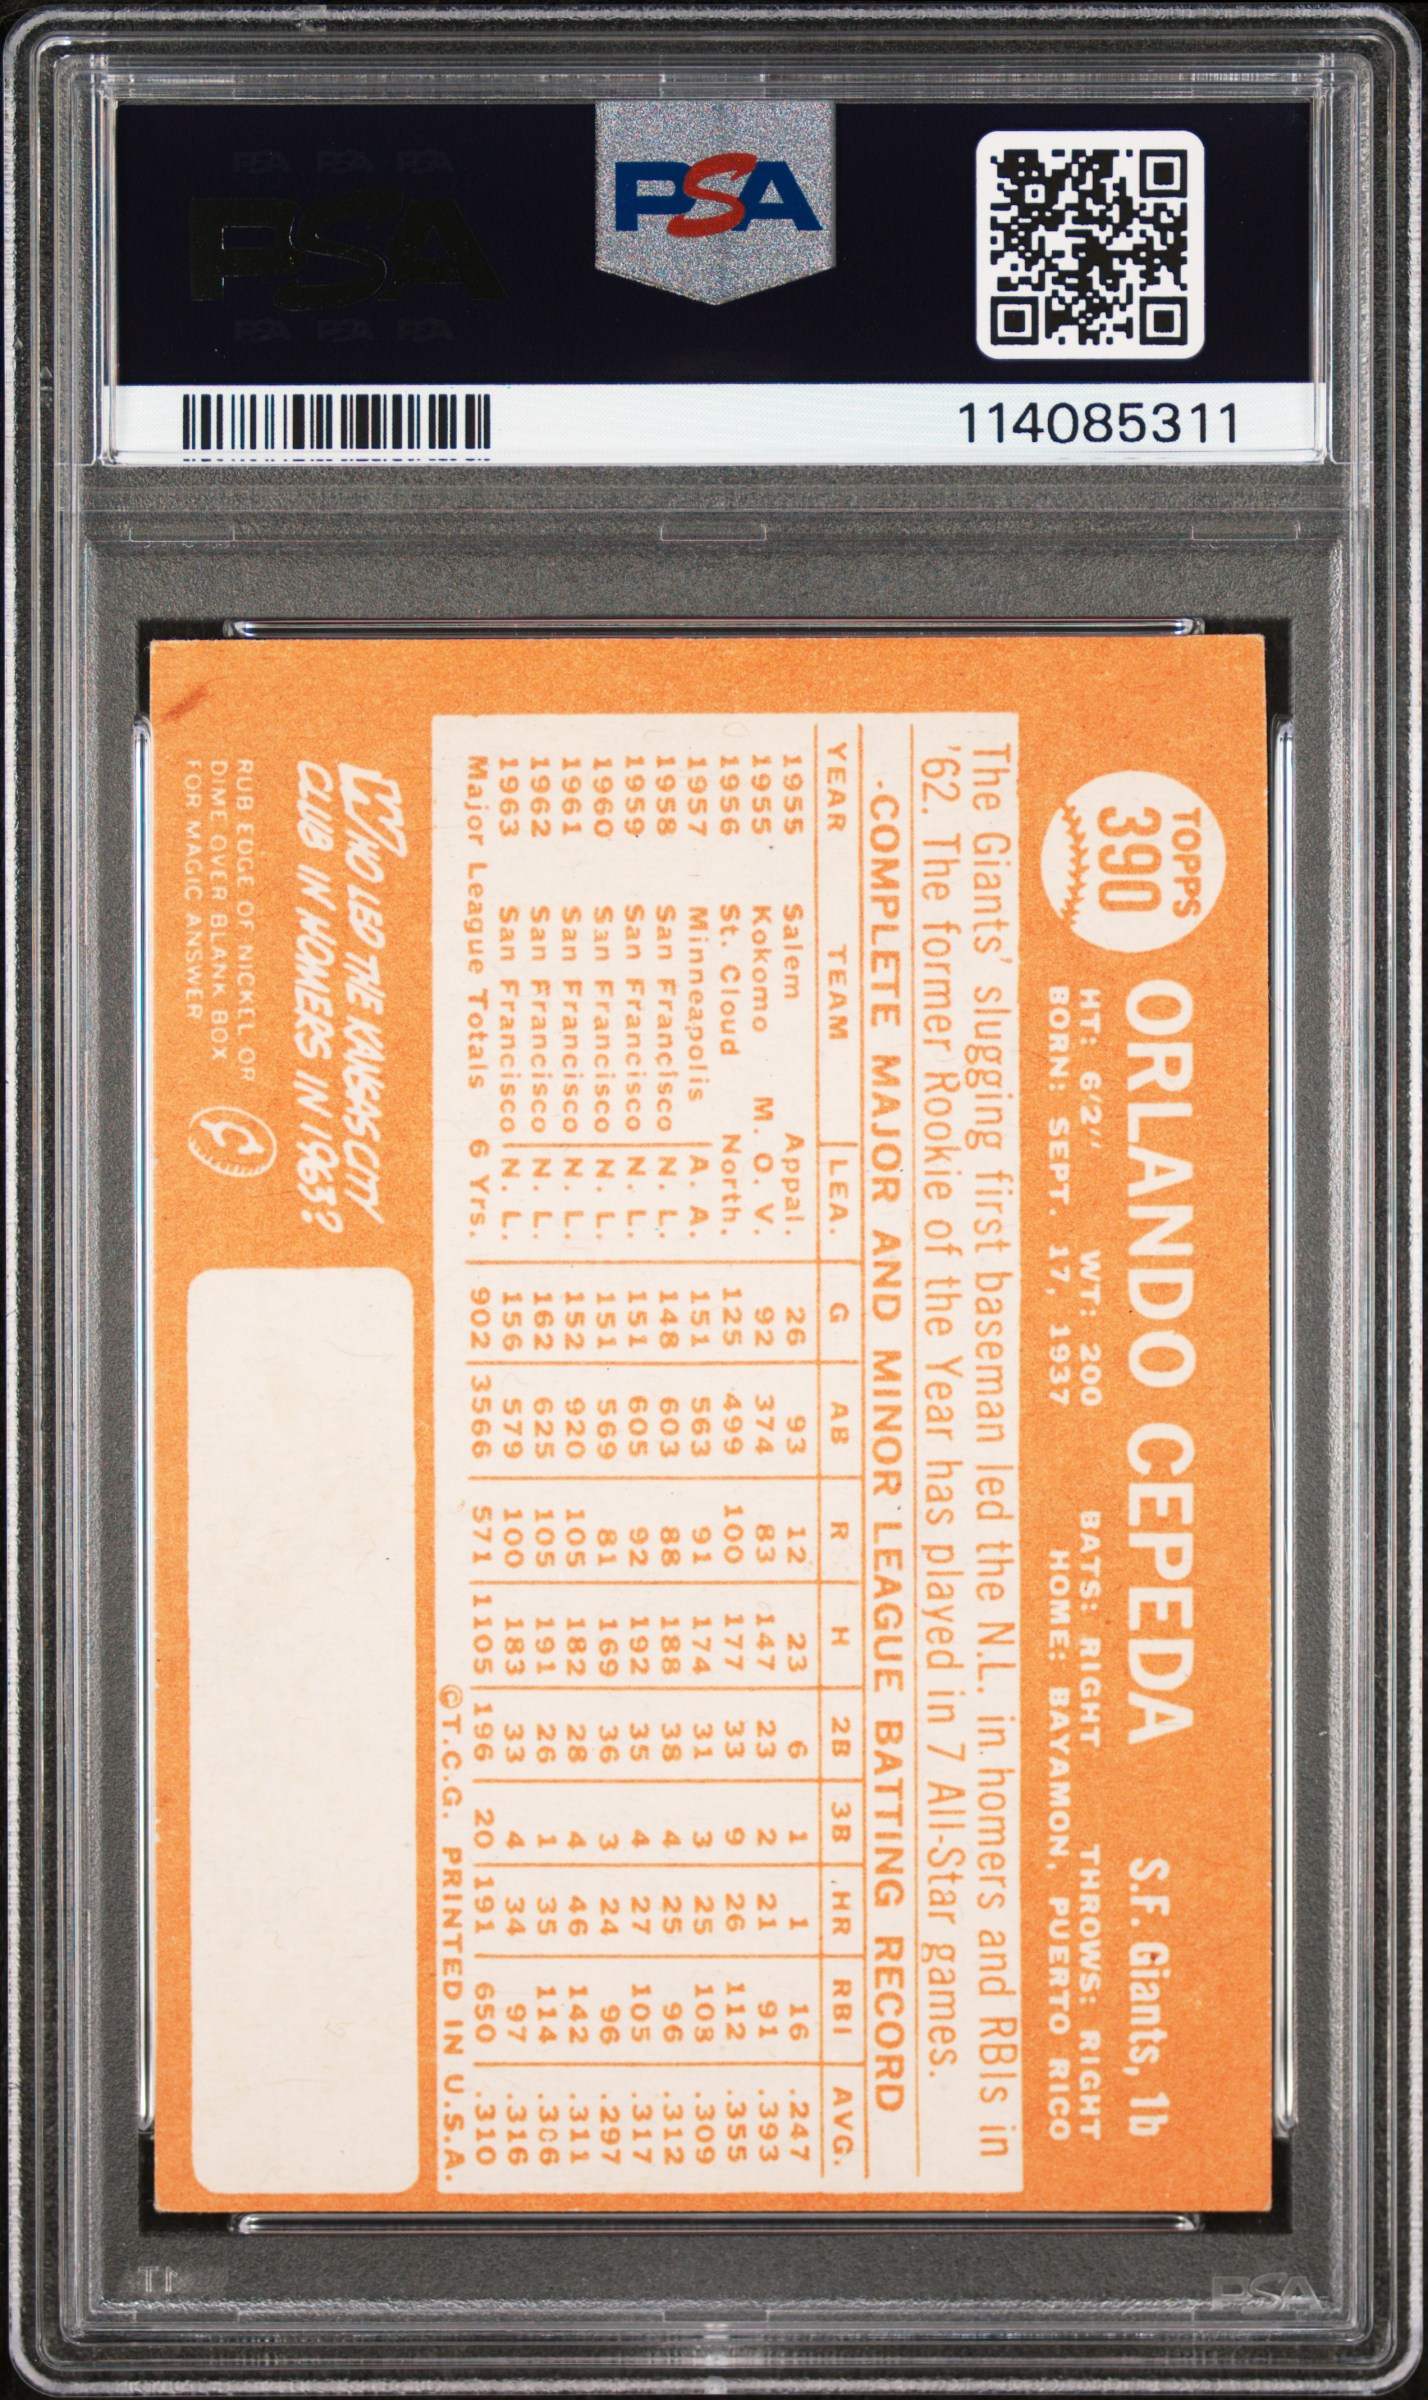 PSA
114085311
TOPPS
390
ORLANDO CEPEDA S.F. Giants, 1b
HT: 6'2" WT: 200 BATS: RIGHT THROWS: RIGHT
BORN: SEPT. 17, 1937 HOME: BAYAMON, PUERTO RICO
The Giants' slugging first baseman led the N.L. in homers and RBIs in
'62. The former Rookie of the Year has played in 7 All-Star games.
COMPLETE MAJOR AND MINOR LEAGUE BATTING RECORD
YEAR TEAM LEA. G AB R H 2B 3B HR RBI AVG.
1955 Salem Appal. 26 93 12 23 6 1 1 16 .247
1955 Kokomo M. O. V. 92 374 83 147 23 2 21 91 .393
1956 St. Cloud North. 125 499 100 177 33 9 26 112 .355
1957 Minneapolis A. A. 151 563 91 174 31 3 25 108 .309
1958 San Francisco N. L. 148 603 88 188 38 4 25 96 .312
1959 San Francisco N. L. 151 605 92 192 35 4 27 105 .317
1960 San Francisco N. L. 151 569 81 169 36 3 24 96 .297
1961 San Francisco N. L. 152 920 105 182 28 4 46 142 .311
1962 San Francisco N. L. 162 625 105 191 26 1 35 114 .306
1963 San Francisco N. L. 156 579 100 183 33 4 34 97 .316
Major League Totals 6 Yrs. 902 3566 571 1105 196 20 191 650 .310
©T.C.G. PRINTED IN U.S.A.
WHO LED THE KANSAS CITY
CLUB IN HOMERS IN 1963?
RUB EDGE OF NICKEL OR
DIME OVER BLANK BOX
FOR MAGIC ANSWER
PSA